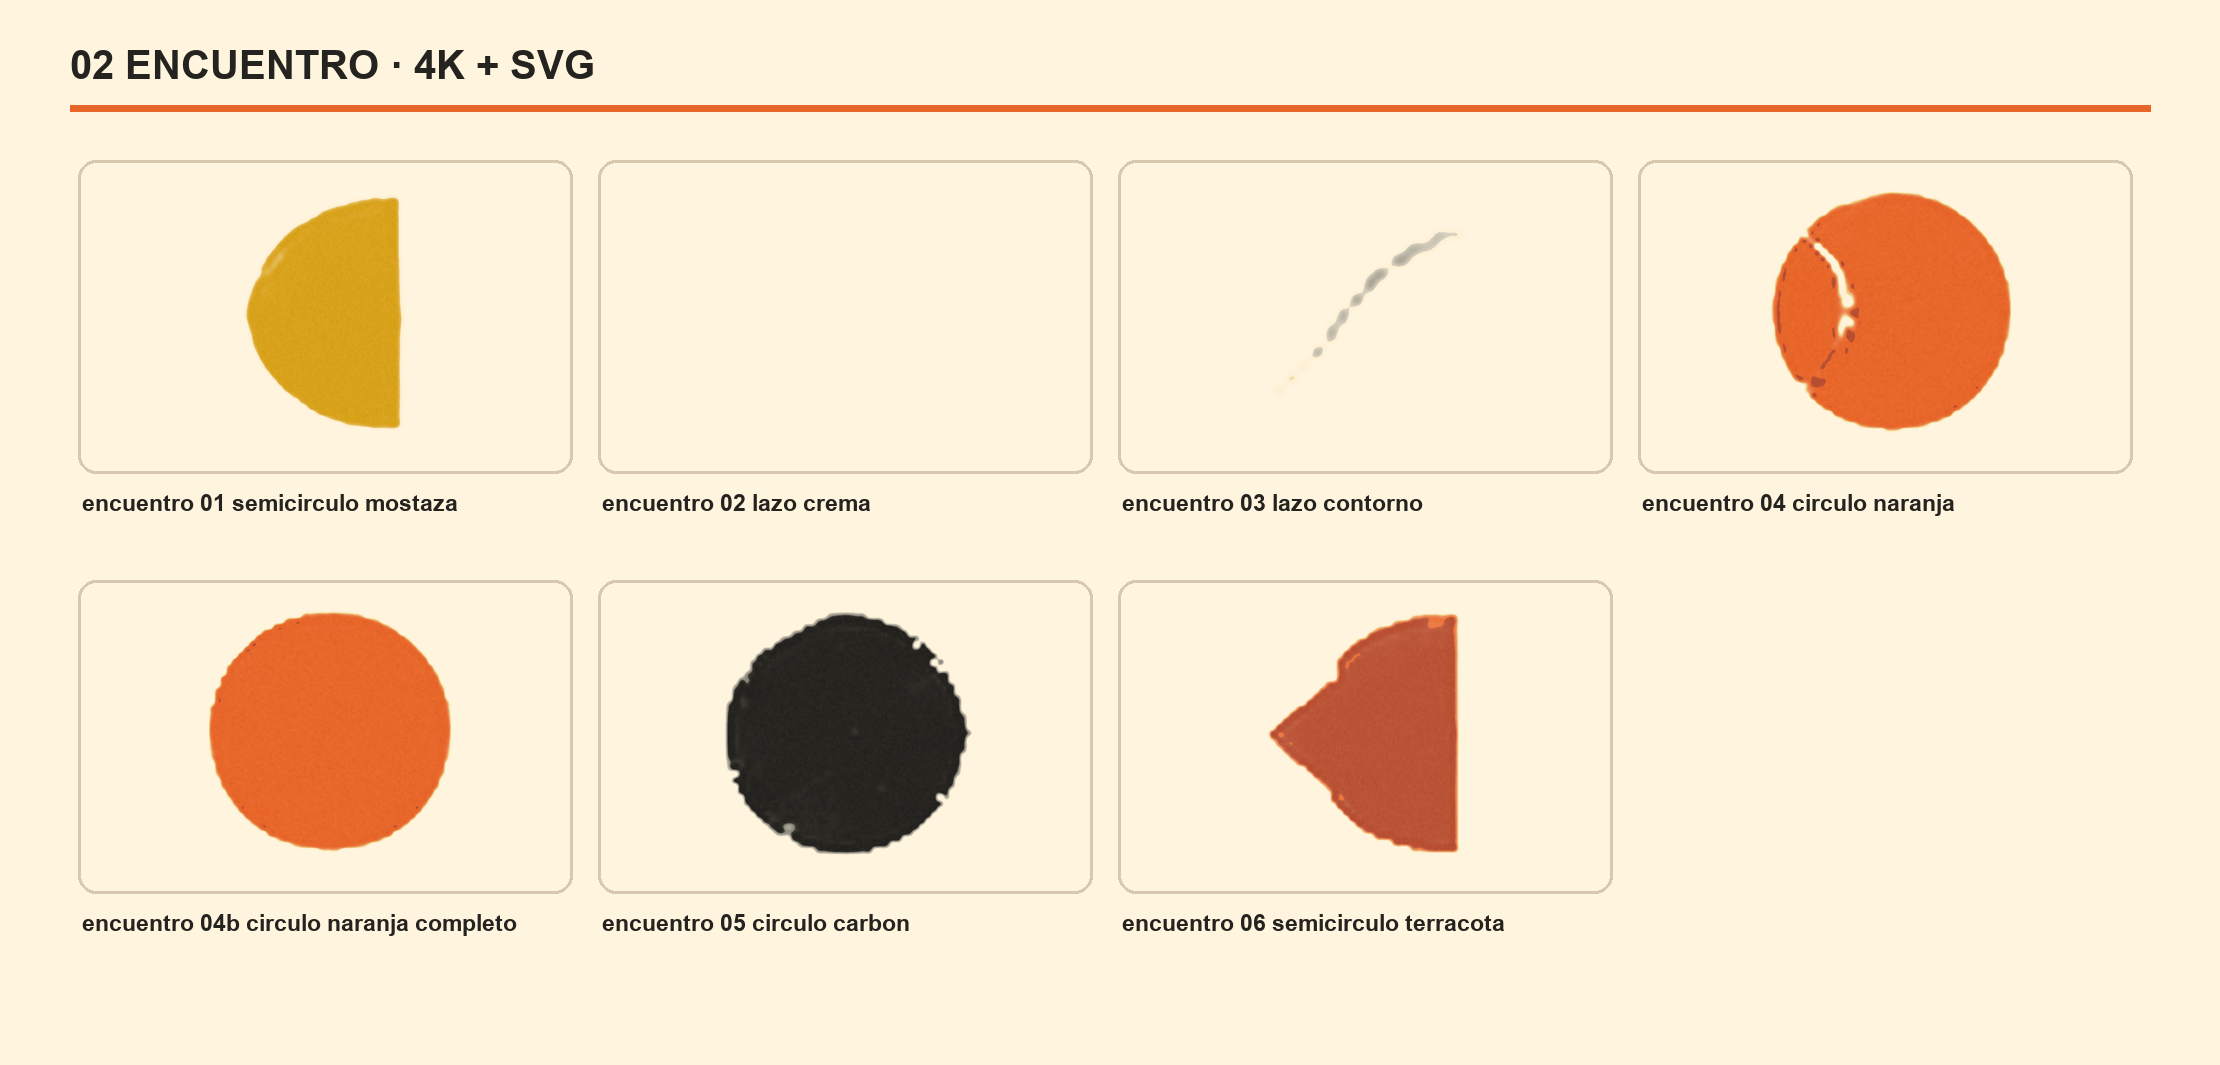 02 ENCUENTRO · 4K + SVG
encuentro 01 semicirculo mostaza
encuentro 02 lazo crema
encuentro 03 lazo contorno
encuentro 04 circulo naranja
encuentro 04b circulo naranja completo
encuentro 05 circulo carbon
encuentro 06 semicirculo terracota